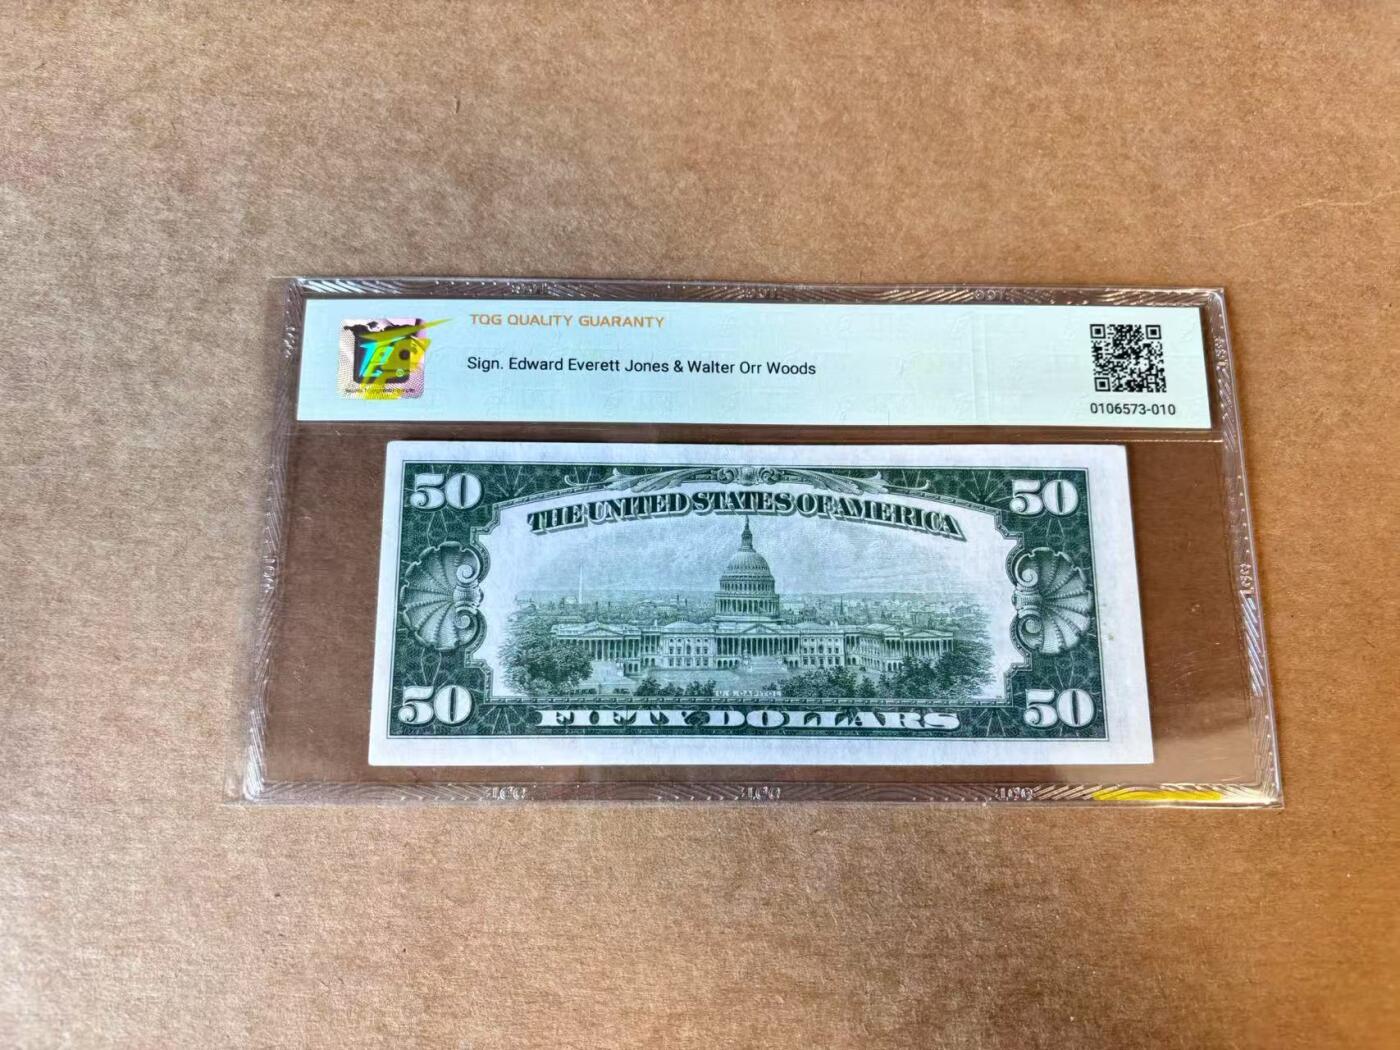 TQG QUALITY GUARANTY
Sign. Edward Everett Jones & Walter Orr Woods
0106573-010
50 50
THE UNITED STATES OF AMERICA
U. S. CAPITOL
50 50
FIFTY DOLLARS